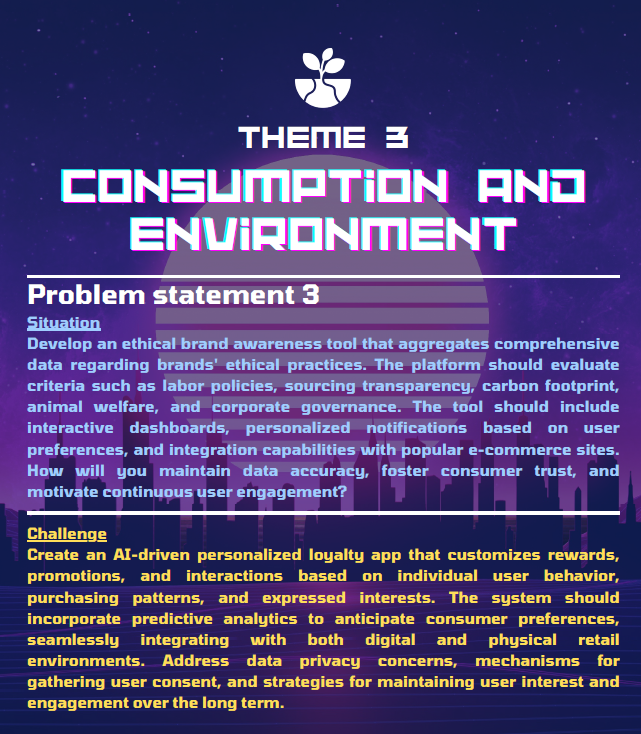 THEME 3
CONSUMPTION AND
ENVIRONMENT
Problem statement 3
Situation
Develop an ethical brand awareness tool that aggregates comprehensive
data regarding brands' ethical practices. The platform should evaluate
criteria such as labor policies, sourcing transparency, carbon footprint,
animal welfare, and corporate governance. The tool should include
interactive dashboards, personalized notifications based on user
preferences, and integration capabilities with popular e-commerce sites.
How will you maintain data accuracy, foster consumer trust, and
motivate continuous user engagement?
Challenge
Create an AI-driven personalized loyalty app that customizes rewards,
promotions, and interactions based on individual user behavior,
purchasing patterns, and expressed interests. The system should
incorporate predictive analytics to anticipate consumer preferences,
seamlessly integrating with both digital and physical retail
environments. Address data privacy concerns, mechanisms for
gathering user consent, and strategies for maintaining user interest and
engagement over the long term.